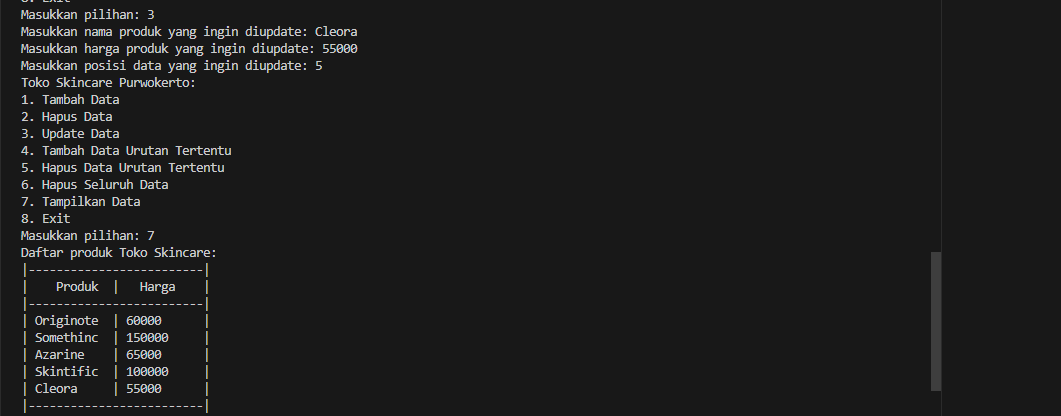 8. Exit
Masukkan pilihan: 3
Masukkan nama produk yang ingin diupdate: Cleora
Masukkan harga produk yang ingin diupdate: 55000
Masukkan posisi data yang ingin diupdate: 5
Toko Skincare Purwokerto:
1. Tambah Data
2. Hapus Data
3. Update Data
4. Tambah Data Urutan Tertentu
5. Hapus Data Urutan Tertentu
6. Hapus Seluruh Data
7. Tampilkan Data
8. Exit
Masukkan pilihan: 7
Daftar produk Toko Skincare:
|-------------------------|
|    Produk  |   Harga    |
|-------------------------|
| Originote  | 60000      |
| Somethinc  | 150000     |
| Azarine    | 65000      |
| Skintific  | 100000     |
| Cleora     | 55000      |
|-------------------------|